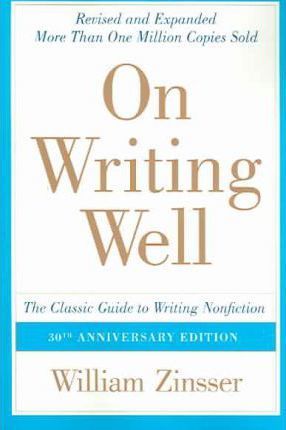 Revised and Expanded
More Than One Million Copies Sold
On
Writing
Well
The Classic Guide to Writing Nonfiction
30TH ANNIVERSARY EDITION
William Zinsser